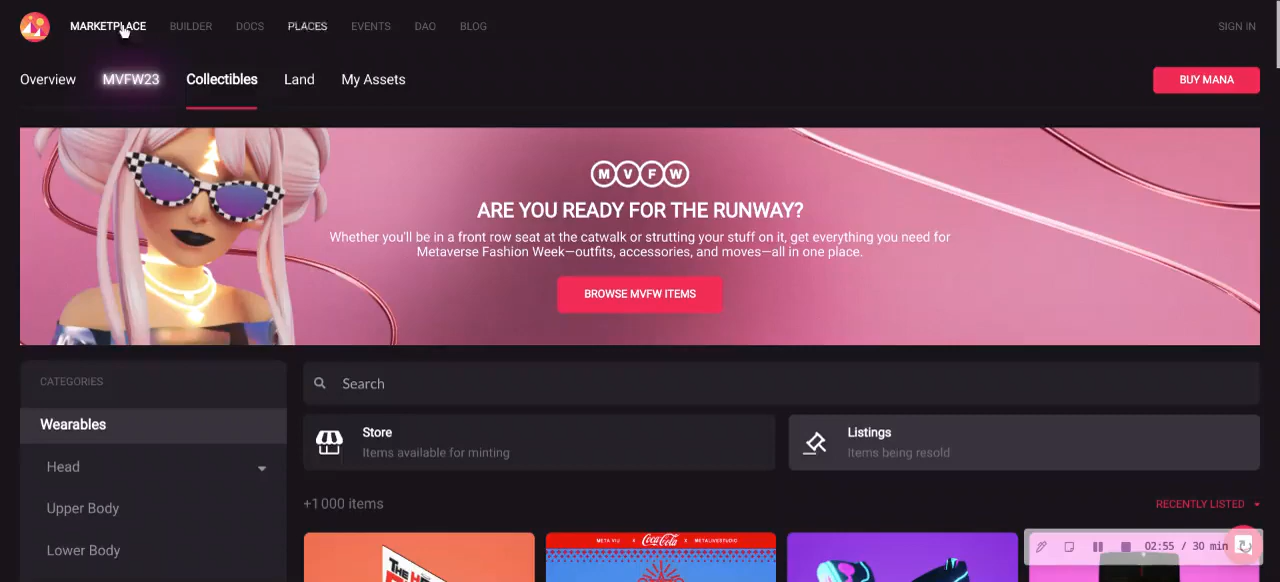 MARKETPLACE BUILDER DOCS PLACES EVENTS DAO BLOG SIGN IN
Overview MVFW23 Collectibles Land My Assets BUY MANA
MVFW
ARE YOU READY FOR THE RUNWAY?
Whether you'll be in a front row seat at the catwalk or strutting your stuff on it, get everything you need for
Metaverse Fashion Week—outfits, accessories, and moves—all in one place.
BROWSE MVFW ITEMS
CATEGORIES
Search
Wearables
Store
Items available for minting
Listings
Items being resold
Head
+1 000 items
RECENTLY LISTED
Upper Body
Lower Body
META VIU X Coca-Cola X METALIVESTUDIO
THE
02:55 / 30 min